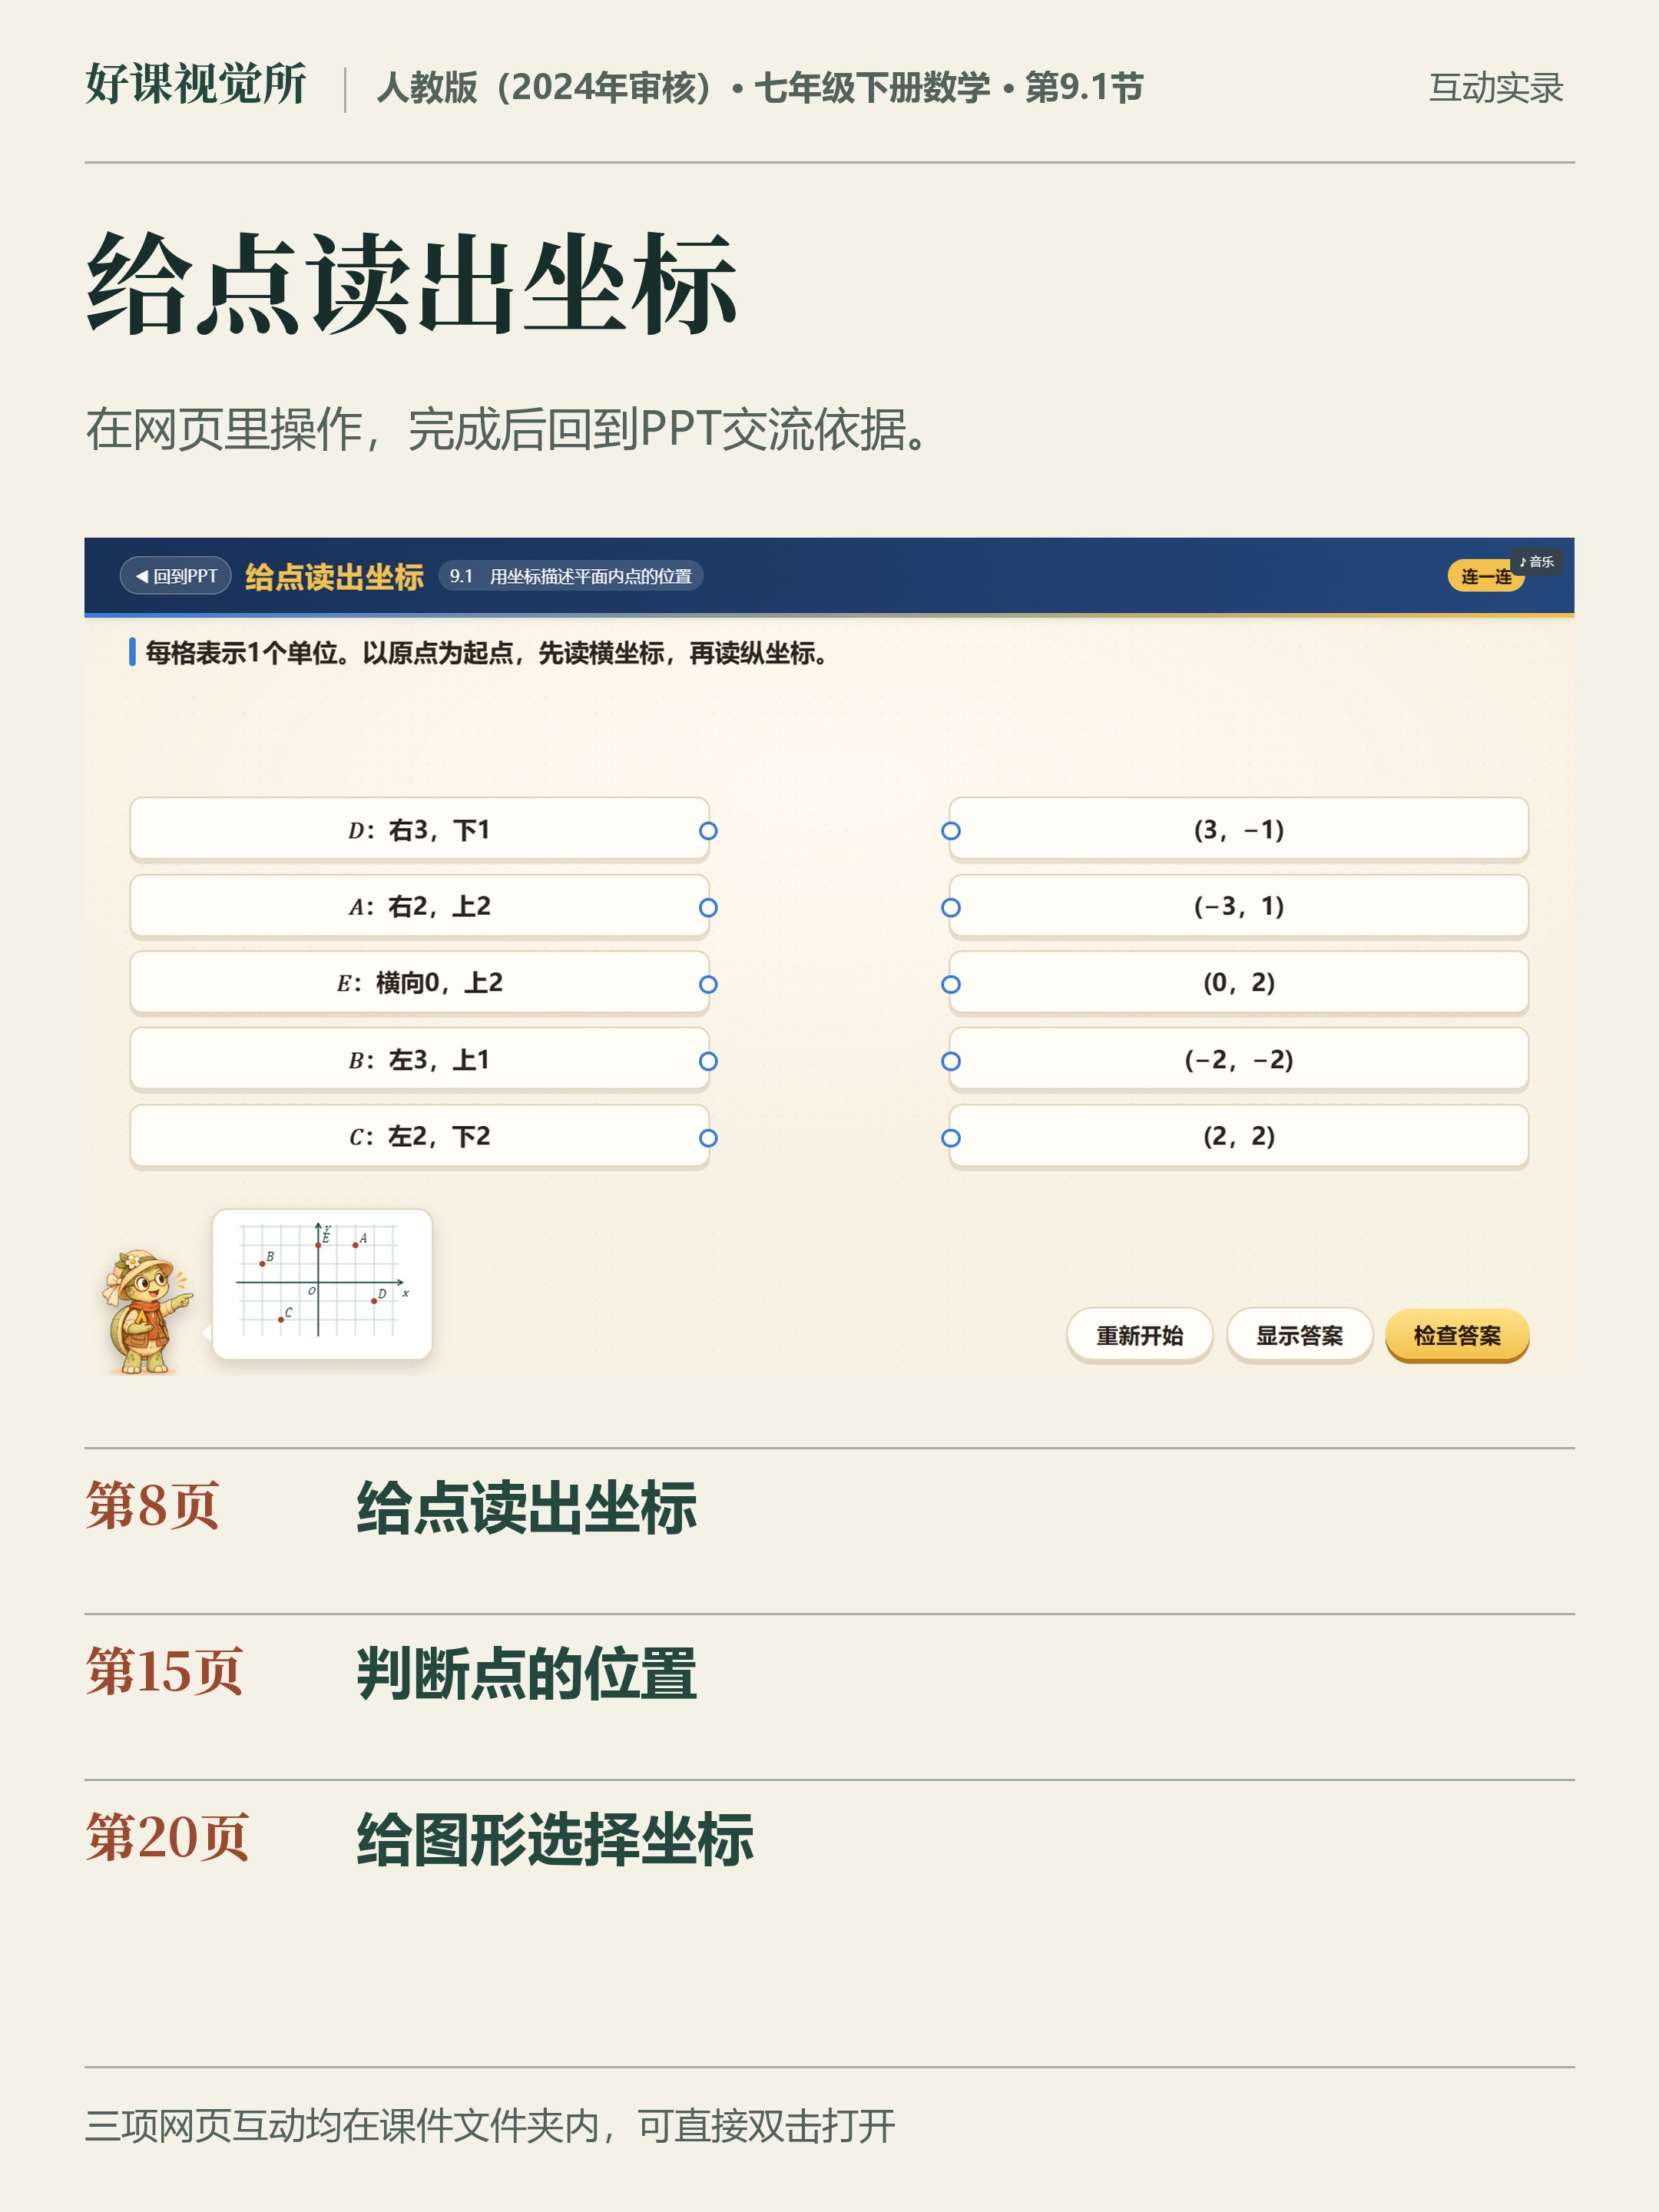 好课视觉所
人教版（2024年审核）• 七年级下册数学 • 第9.1节
互动实录
给点读出坐标
在网页里操作，完成后回到PPT交流依据。
◀ 回到PPT
给点读出坐标
9.1 用坐标描述平面内点的位置
连一连
♪ 音乐
每格表示1个单位。以原点为起点，先读横坐标，再读纵坐标。
D：右3，下1
(3，−1)
A：右2，上2
(−3，1)
E：横向0，上2
(0，2)
B：左3，上1
(−2，−2)
C：左2，下2
(2，2)
y
E
A
B
O
D
x
C
重新开始
显示答案
检查答案
第8页 给点读出坐标
第15页 判断点的位置
第20页 给图形选择坐标
三项网页互动均在课件文件夹内，可直接双击打开